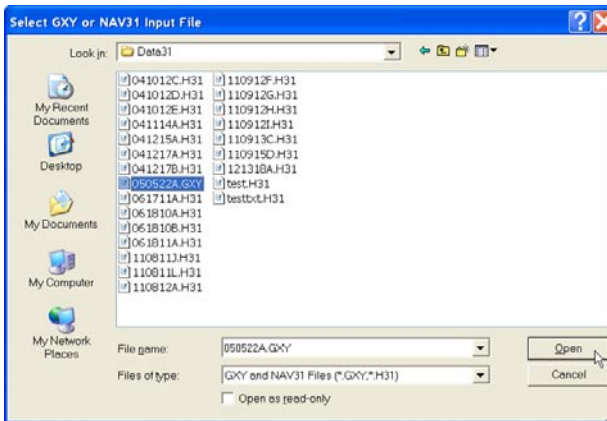 Select GXY or NAV31 Input File
Look in: Data31
My Recent Documents
Desktop
My Documents
My Computer
My Network Places
041012C.H31
041012D.H31
041012E.H31
041114A.H31
041215A.H31
041217A.H31
041217B.H31
050522A.GXY
061711A.H31
061810A.H31
061810B.H31
061811A.H31
110811J.H31
110811L.H31
110812A.H31
110912F.H31
110912G.H31
110912H.H31
110912I.H31
110913C.H31
110915D.H31
121318A.H31
test.H31
testtxt.H31
File name: 050522A.GXY
Open
Files of type: GXY and NAV31 Files (*.GXY,*.H31)
Cancel
Open as read-only